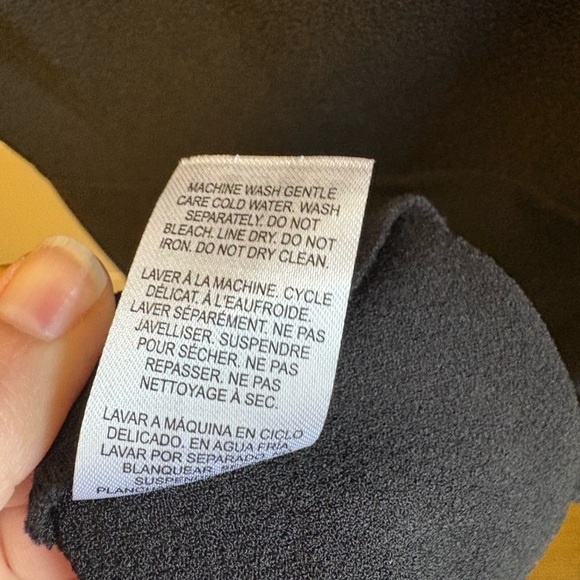 MACHINE WASH GENTLE
CARE COLD WATER. WASH
SEPARATELY. DO NOT
BLEACH. LINE DRY. DO NOT
IRON. DO NOT DRY CLEAN.
LAVER À LA MACHINE. CYCLE
DÉLICAT. À L'EAUFROIDE.
LAVER SÉPARÉMENT. NE PAS
JAVELLISER. SUSPENDRE
POUR SÉCHER. NE PAS
REPASSER. NE PAS
NETTOYAGE À SEC.
LAVAR A MÁQUINA EN CICLO
DELICADO. EN AGUA FRÍA
LAVAR POR SEPARADO
BLANQUEAR.